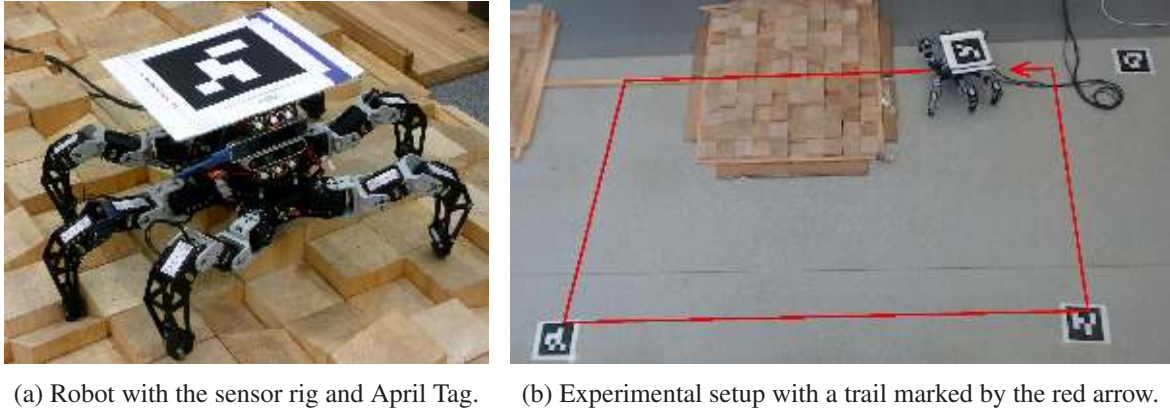 (a) Robot with the sensor rig and April Tag.
(b) Experimental setup with a trail marked by the red arrow.